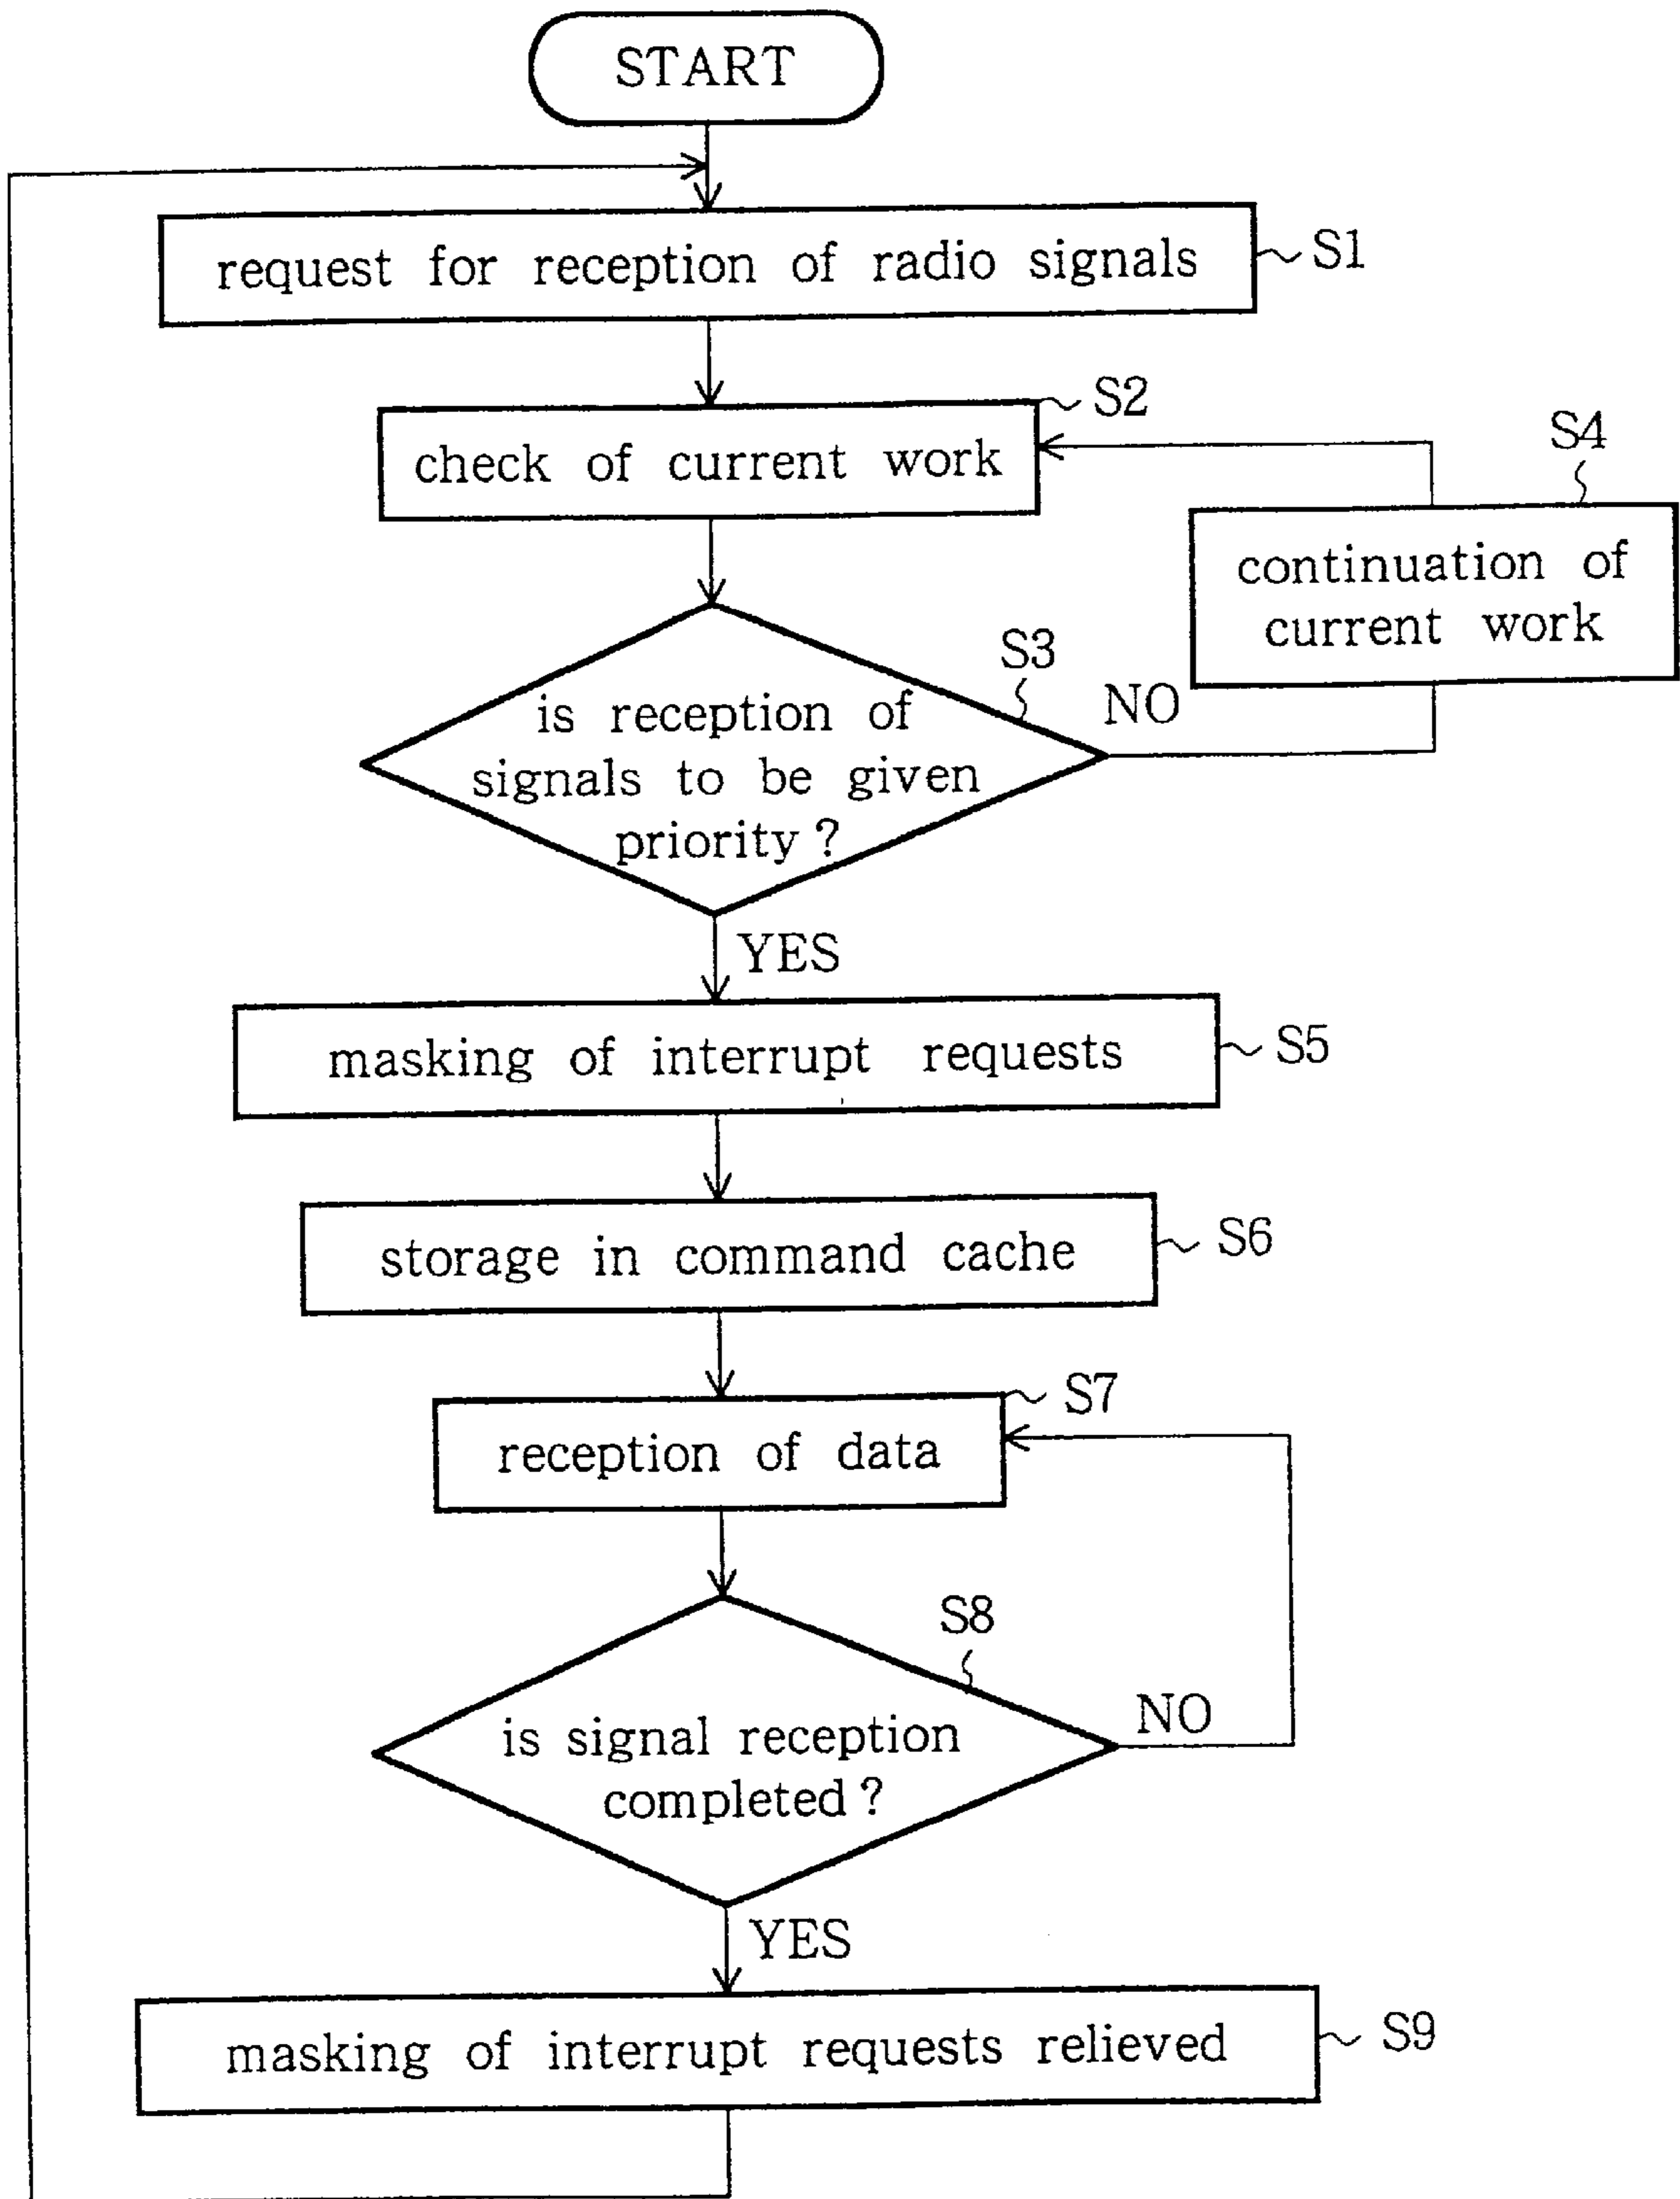 START
request for reception of radio signals
S1
S2
check of current work
S4
continuation of
current work
S3
is reception of
signals to be given
priority?
NO
YES
masking of interrupt requests
S5
storage in command cache
S6
S7
reception of data
S8
is signal reception
completed?
NO
YES
masking of interrupt requests relieved
S9